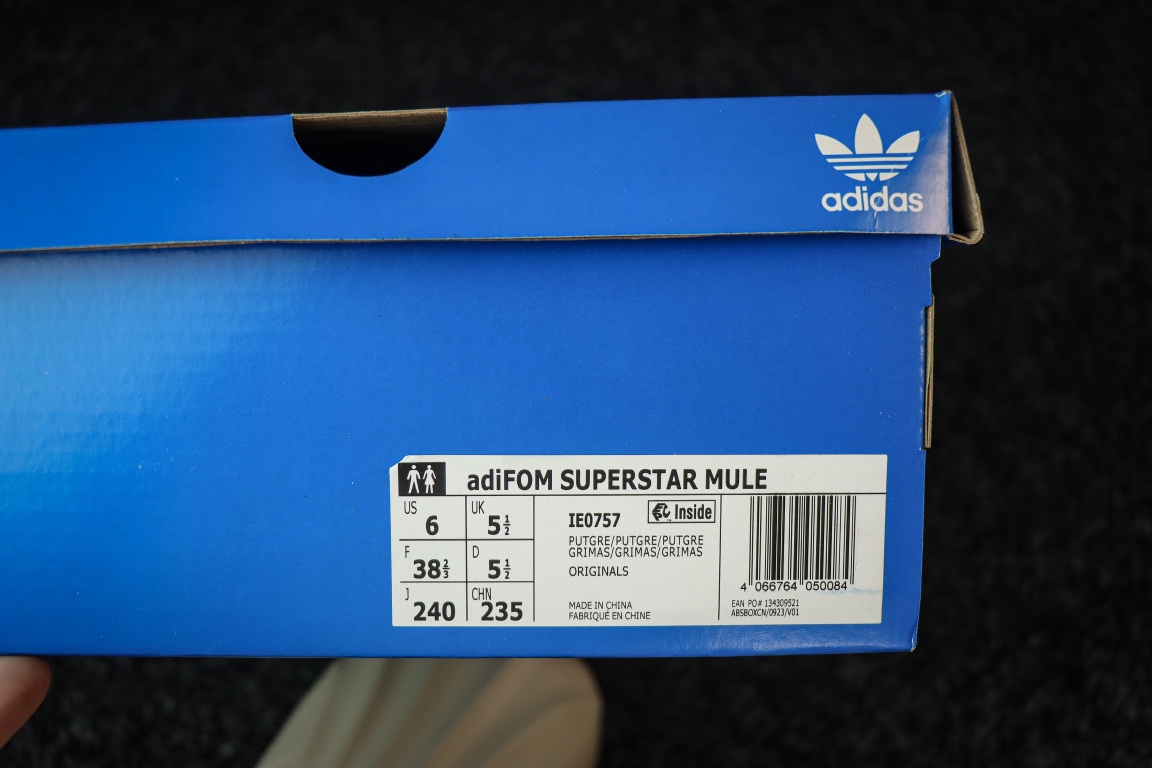 adidas
adiFOM SUPERSTAR MULE
US 6 UK 5½
F 38⅔ D 5½
J 240 CHN 235
IE0757
Inside
PUTGRE/PUTGRE/PUTGRE
GRIMAS/GRIMAS/GRIMAS
ORIGINALS
MADE IN CHINA
FABRIQUÉ EN CHINE
4 066764 050084
EAN PO# 134309521
ABSBOXCN/0923/V01